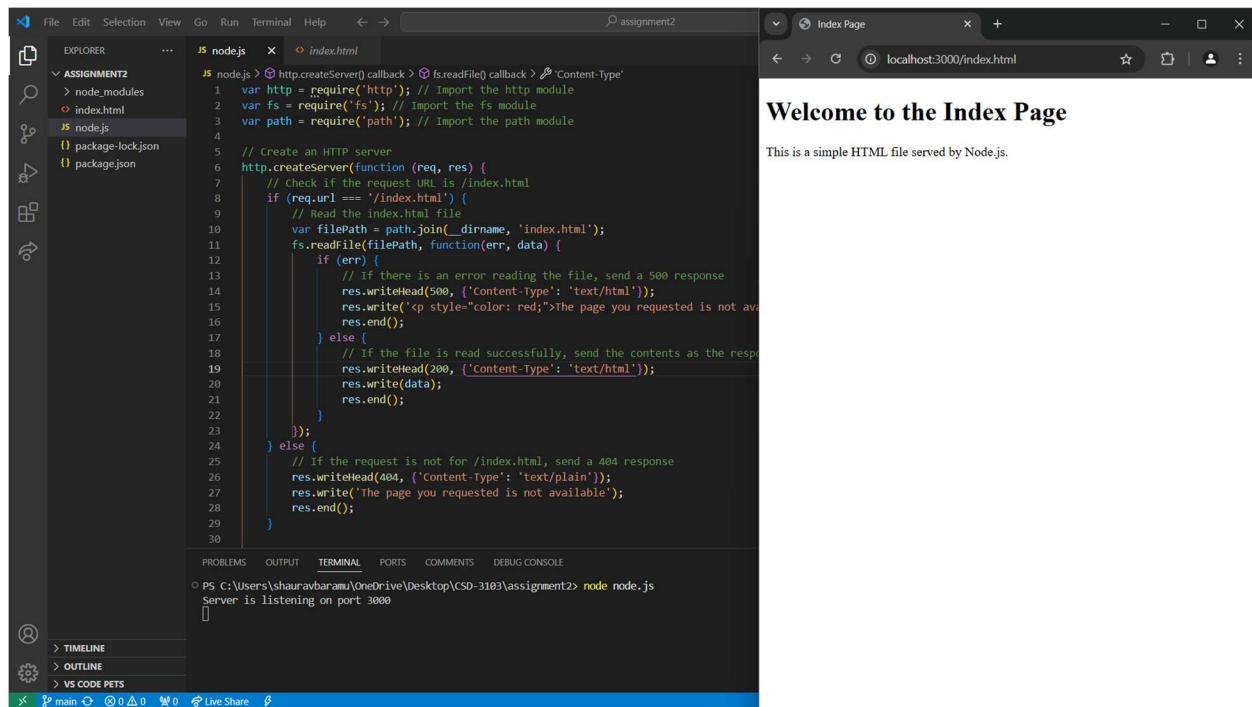 File Edit Selection View Go Run Terminal Help
assignment2
EXPLORER
ASSIGNMENT2
node_modules
index.html
JS node.js
{} package-lock.json
{} package.json
TIMELINE
OUTLINE
VS CODE PETS
JS node.js
index.html
JS node.js > http.createServer() callback > fs.readFile() callback > 'Content-Type'
1 var http = require('http'); // Import the http module
2 var fs = require('fs'); // Import the fs module
3 var path = require('path'); // Import the path module
4
5 // Create an HTTP server
6 http.createServer(function (req, res) {
7 // Check if the request URL is /index.html
8 if (req.url === '/index.html') {
9 // Read the index.html file
10 var filePath = path.join(__dirname, 'index.html');
11 fs.readFile(filePath, function(err, data) {
12 if (err) {
13 // If there is an error reading the file, send a 500 response
14 res.writeHead(500, {'Content-Type': 'text/html'});
15 res.write('<p style="color: red;">The page you requested is not ava
16 res.end();
17 } else {
18 // If the file is read successfully, send the contents as the respo
19 res.writeHead(200, {'Content-Type': 'text/html'});
20 res.write(data);
21 res.end();
22 }
23 });
24 } else {
25 // If the request is not for /index.html, send a 404 response
26 res.writeHead(404, {'Content-Type': 'text/plain'});
27 res.write('The page you requested is not available');
28 res.end();
29 }
30
PROBLEMS OUTPUT TERMINAL PORTS COMMENTS DEBUG CONSOLE
PS C:\Users\shauravbaramu\OneDrive\Desktop\CSD-3103\assignment2> node node.js
Server is listening on port 3000
main 0 0 0 Live Share
Index Page
localhost:3000/index.html
Welcome to the Index Page
This is a simple HTML file served by Node.js.